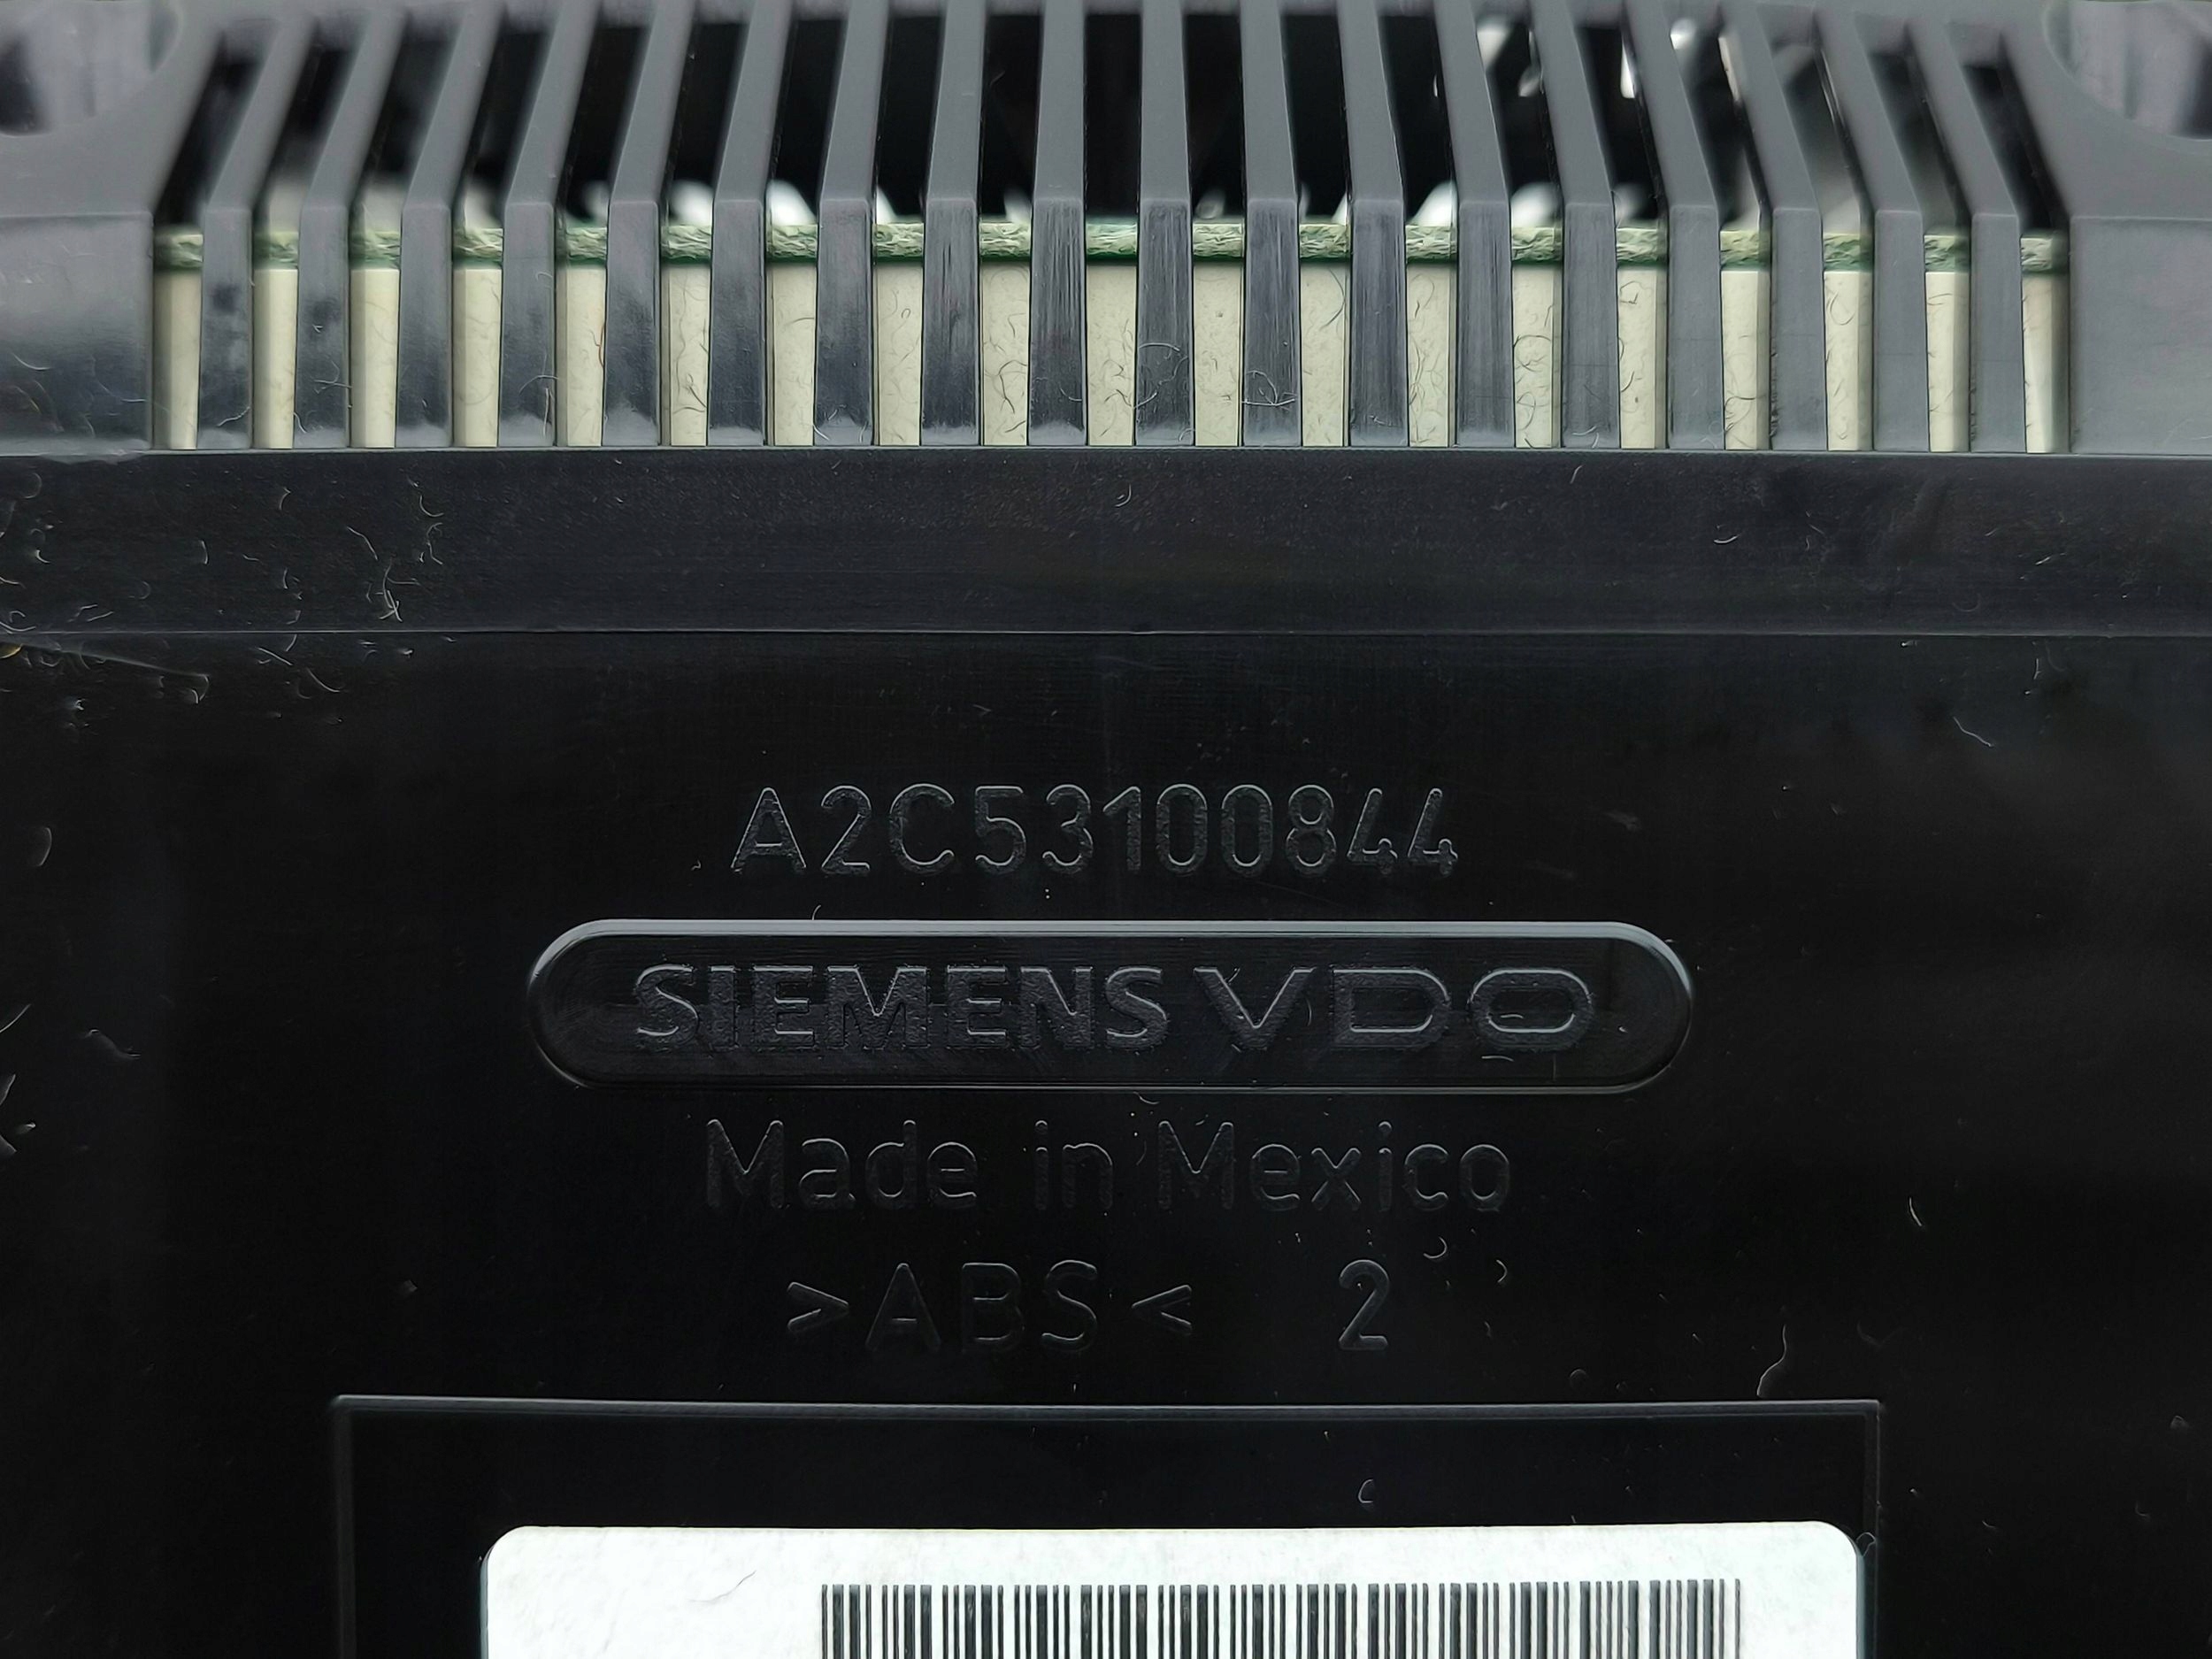 A2C53100844
SIEMENS VDO
Made in Mexico
>ABS< 2